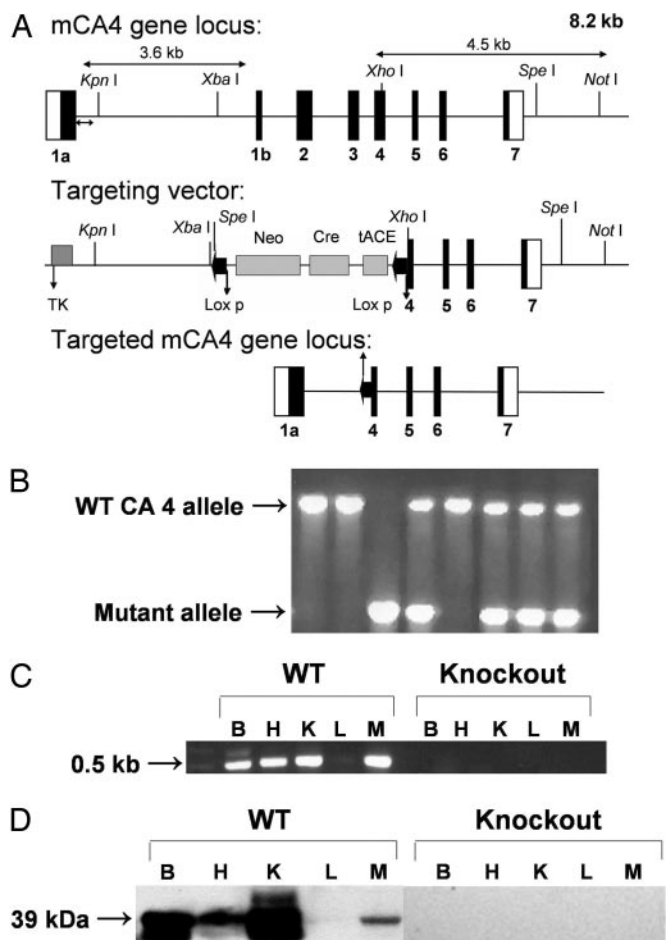 A
mCA4 gene locus:
8.2 kb
3.6 kb
4.5 kb
Kpn I
Xba I
Xho I
Spe I
Not I
1a
1b
2
3
4
5
6
7
Targeting vector:
Kpn I
Xba I
Spe I
Neo
Cre
tACE
Xho I
Spe I
Not I
TK
Lox p
Lox p
4
5
6
7
Targeted mCA4 gene locus:
1a
4
5
6
7
B
WT CA 4 allele
Mutant allele
C
WT
Knockout
B H K L M B H K L M
0.5 kb
D
WT
Knockout
B H K L M B H K L M
39 kDa